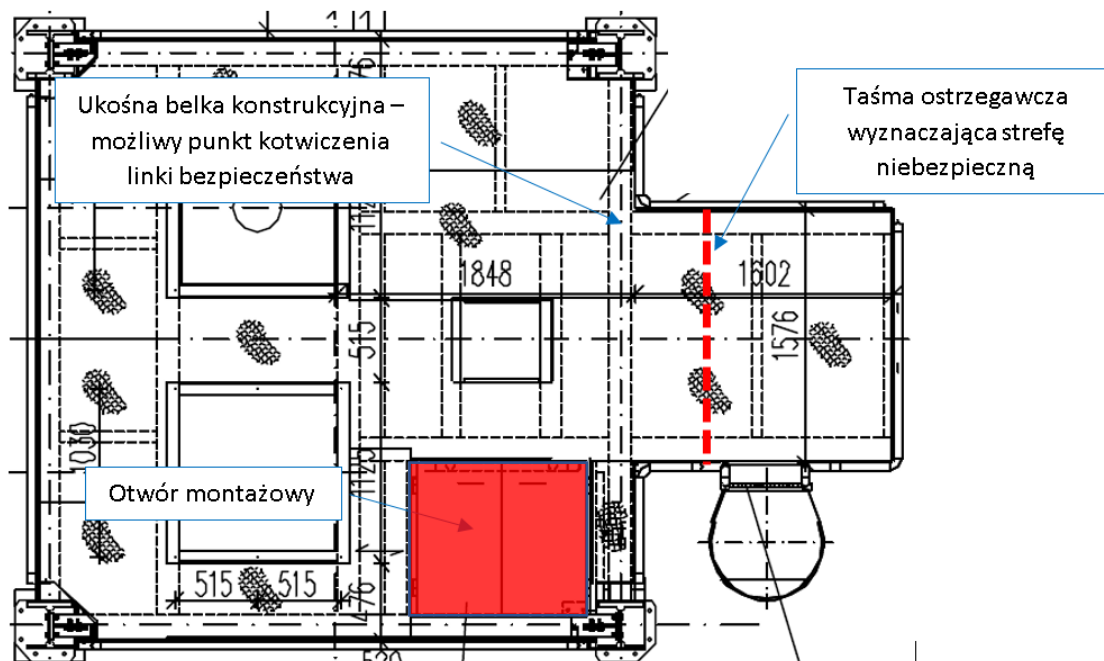 Ukośna belka konstrukcyjna –
możliwy punkt kotwiczenia
linki bezpieczeństwa
Taśma ostrzegawcza
wyznaczająca strefę
niebezpieczną
1848
1602
515
1576
1030
1125
Otwór montażowy
515
515
476